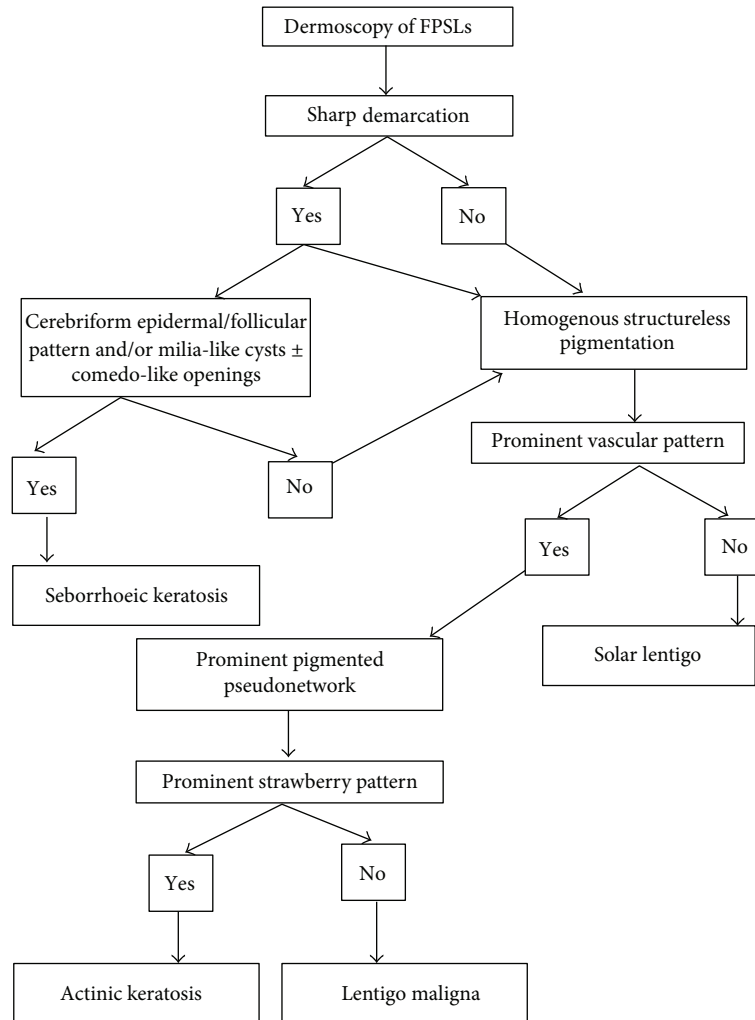 Dermoscopy of FPSLs
Sharp demarcation
Yes
No
Cerebriform epidermal/follicular
pattern and/or milia-like cysts ±
comedo-like openings
Homogenous structureless
pigmentation
Prominent vascular pattern
Yes
No
Yes
No
Seborrhoeic keratosis
Solar lentigo
Prominent pigmented
pseudonetwork
Prominent strawberry pattern
Yes
No
Actinic keratosis
Lentigo maligna